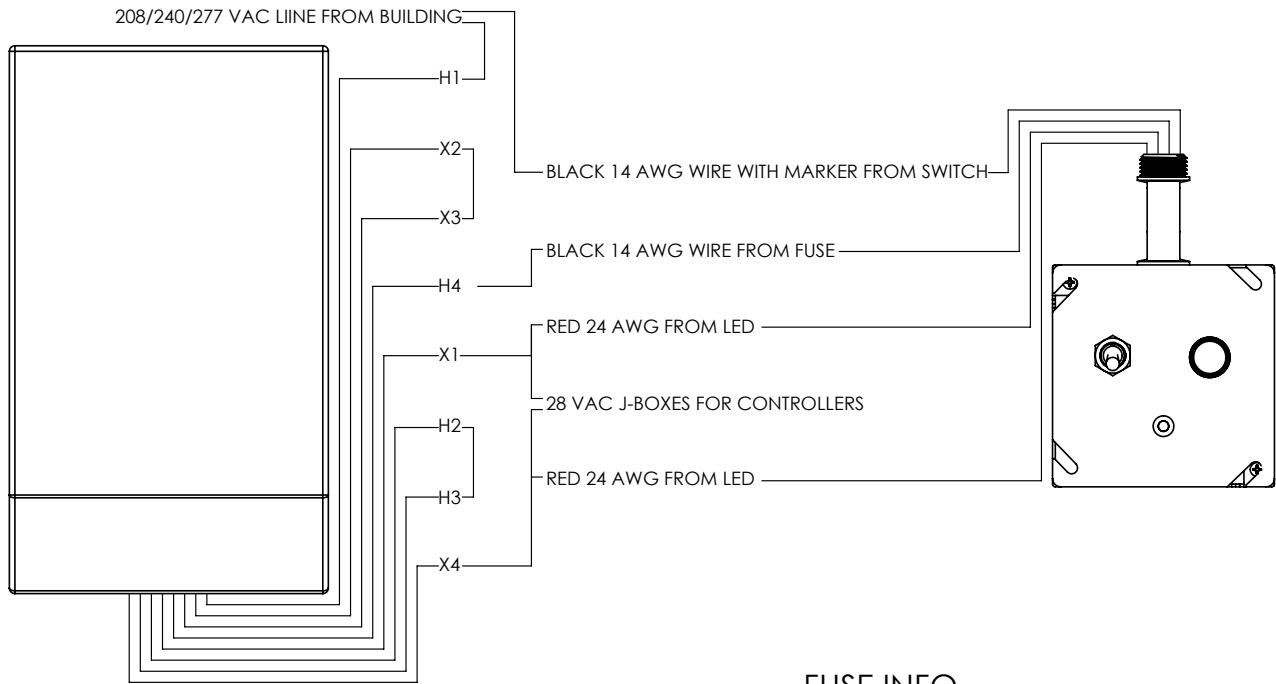 208/240/277 VAC LIINE FROM BUILDING
H1
X2
BLACK 14 AWG WIRE WITH MARKER FROM SWITCH
X3
BLACK 14 AWG WIRE FROM FUSE
H4
RED 24 AWG FROM LED
X1
28 VAC J-BOXES FOR CONTROLLERS
H2
RED 24 AWG FROM LED
H3
X4
FUSE INFO